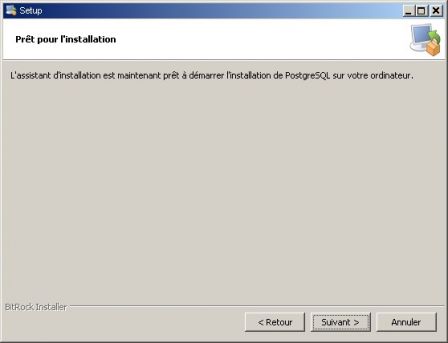 Setup
Prêt pour l'installation
L'assistant d'installation est maintenant prêt à démarrer l'installation de PostgreSQL sur votre ordinateur.
BitRock Installer
< Retour
Suivant >
Annuler